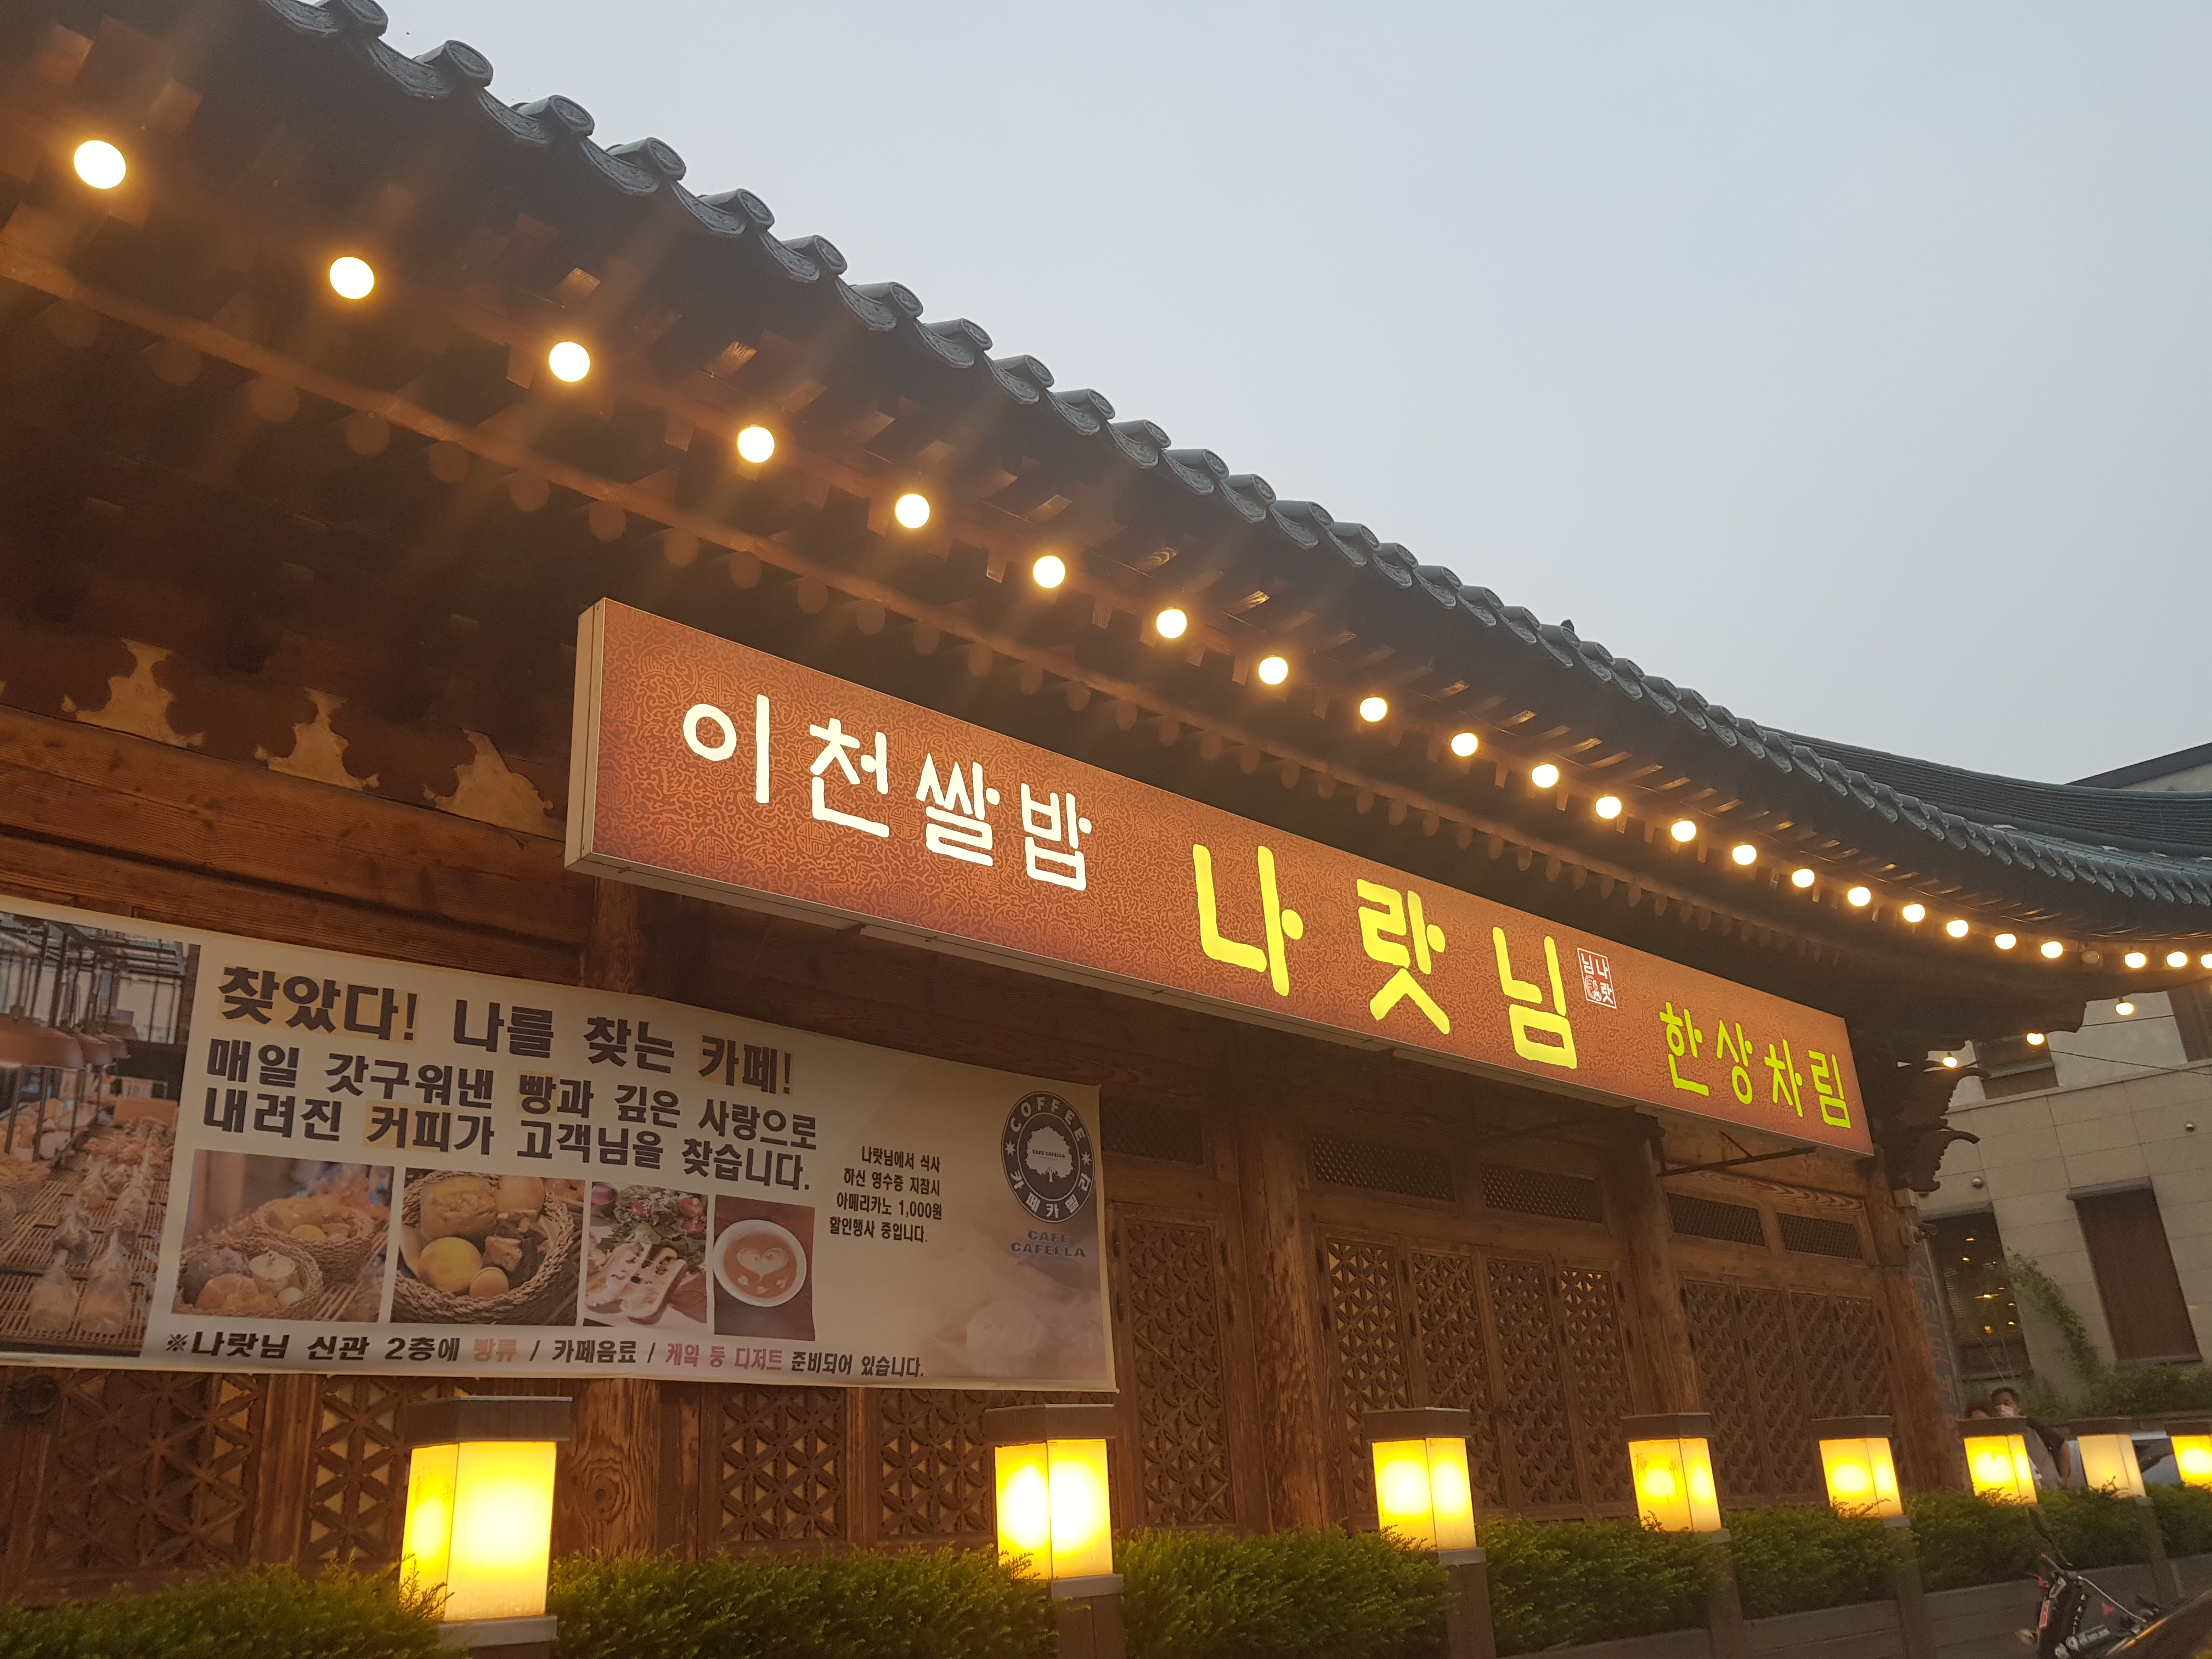 이천쌀밥 나랏님 한상차림
나랏님
찾았다! 나를 찾는 카페!
매일 갓구워낸 빵과 깊은 사랑으로
내려진 커피가 고객님을 찾습니다.
나랏님에서 식사
하신 영수증 지참시
아메리카노 1,000원
할인행사 중입니다.
COFFEE
CAFE CAFELLA
카페카펠라
CAFE
CAFELLA
※나랏님 신관 2층에 빵류 / 카페음료 / 케익 등 디저트 준비되어 있습니다.